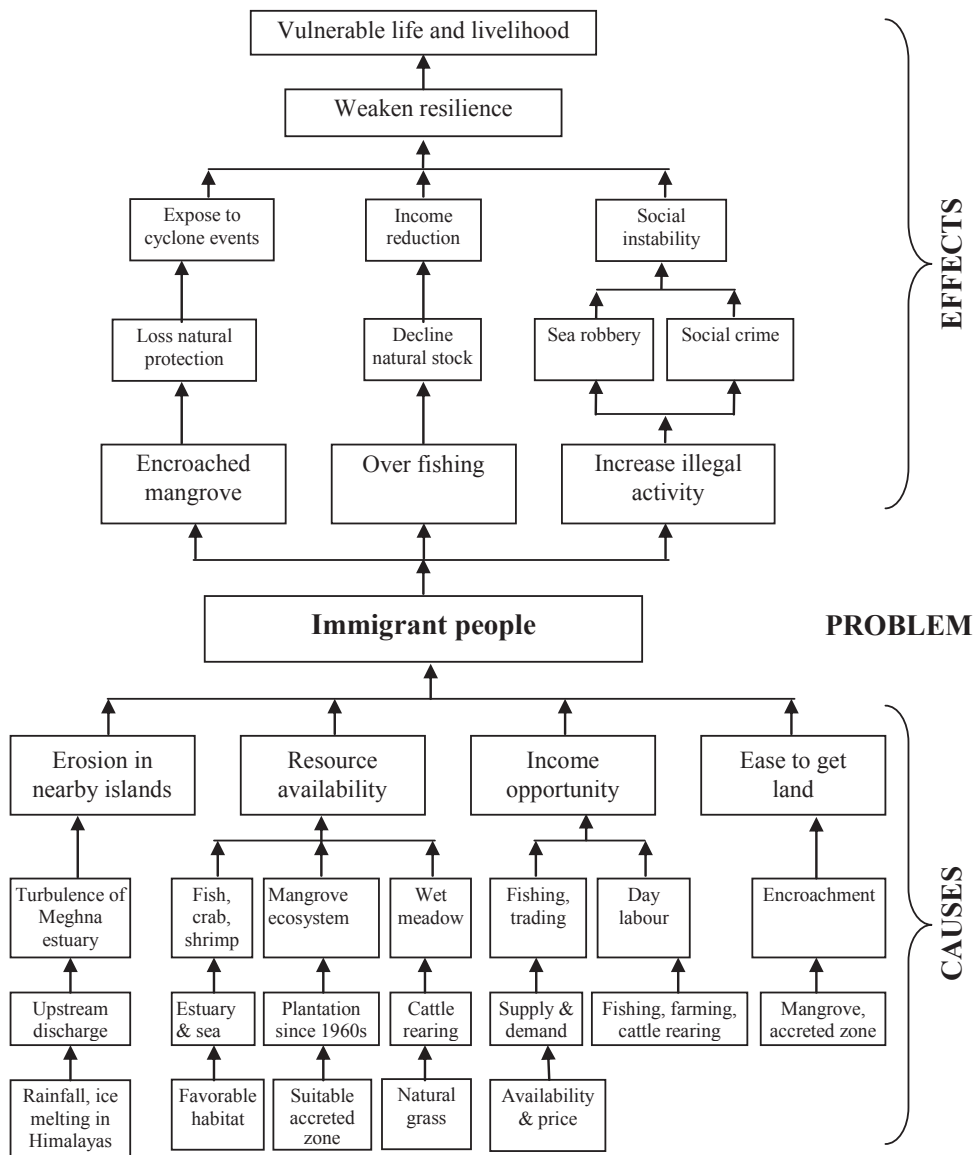 Vulnerable life and livelihood
Weaken resilience
Expose to
cyclone events
Income
reduction
Social
instability
Loss natural
protection
Decline
natural stock
Sea robbery
Social crime
Encroached
mangrove
Over fishing
Increase illegal
activity
EFFECTS
Immigrant people
PROBLEM
Erosion in
nearby islands
Resource
availability
Income
opportunity
Ease to get
land
Turbulence of
Meghna
estuary
Fish,
crab,
shrimp
Mangrove
ecosystem
Wet
meadow
Fishing,
trading
Day
labour
Encroachment
Upstream
discharge
Estuary
& sea
Plantation
since 1960s
Cattle
rearing
Supply &
demand
Fishing, farming,
cattle rearing
Mangrove,
accreted zone
Rainfall, ice
melting in
Himalayas
Favorable
habitat
Suitable
accreted
zone
Natural
grass
Availability
& price
CAUSES